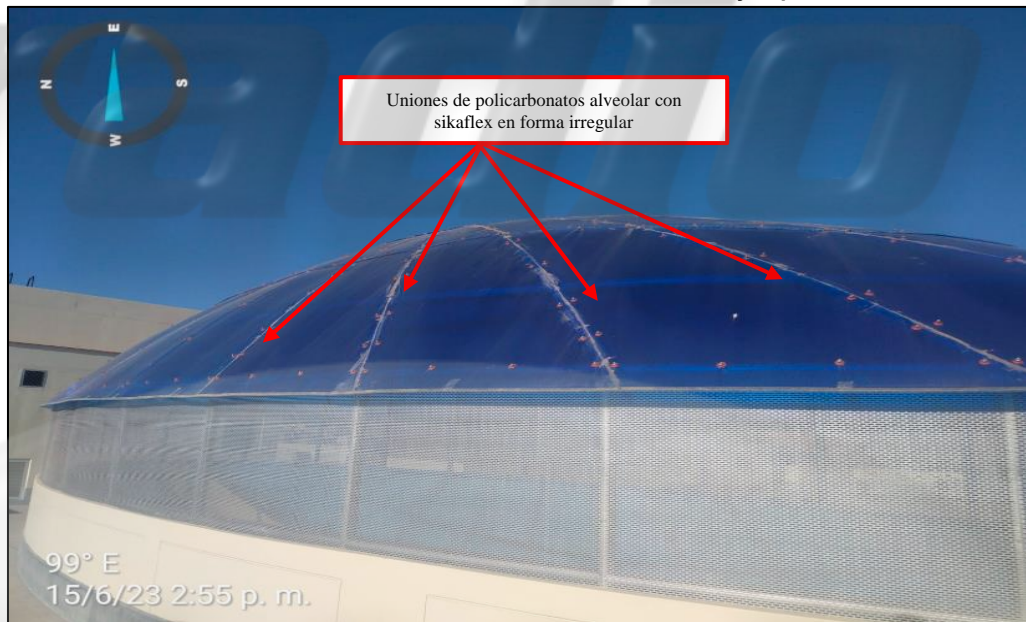 E
N
S
W
Uniones de policarbonatos alveolar con
sikaflex en forma irregular
99° E
15/6/23 2:55 p. m.